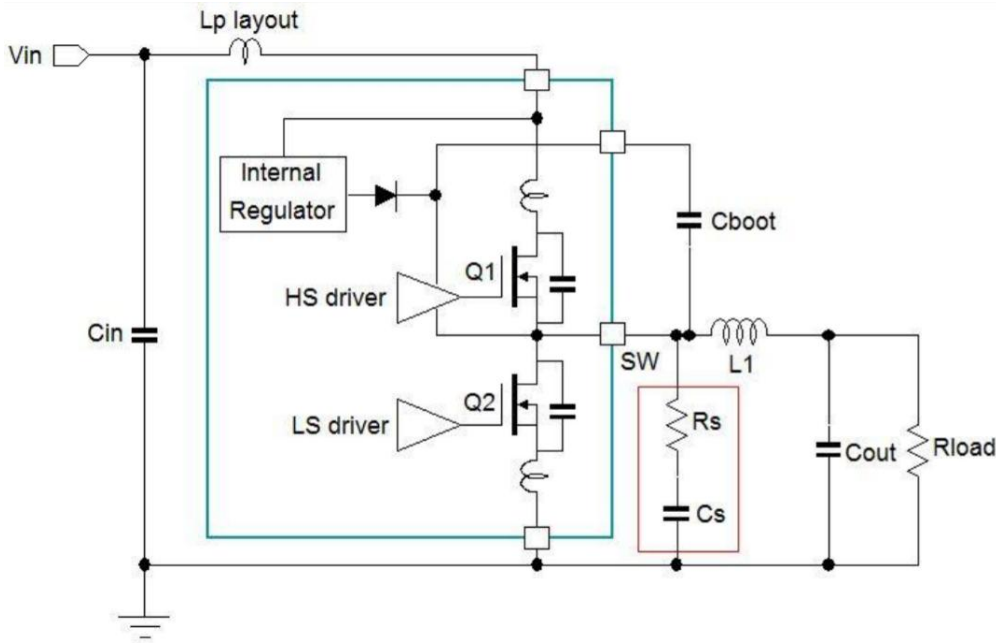 Lp layout
Vin
Internal
Regulator
Cboot
Q1
HS driver
Cin
SW
L1
Q2
LS driver
Rs
Cout
Rload
Cs